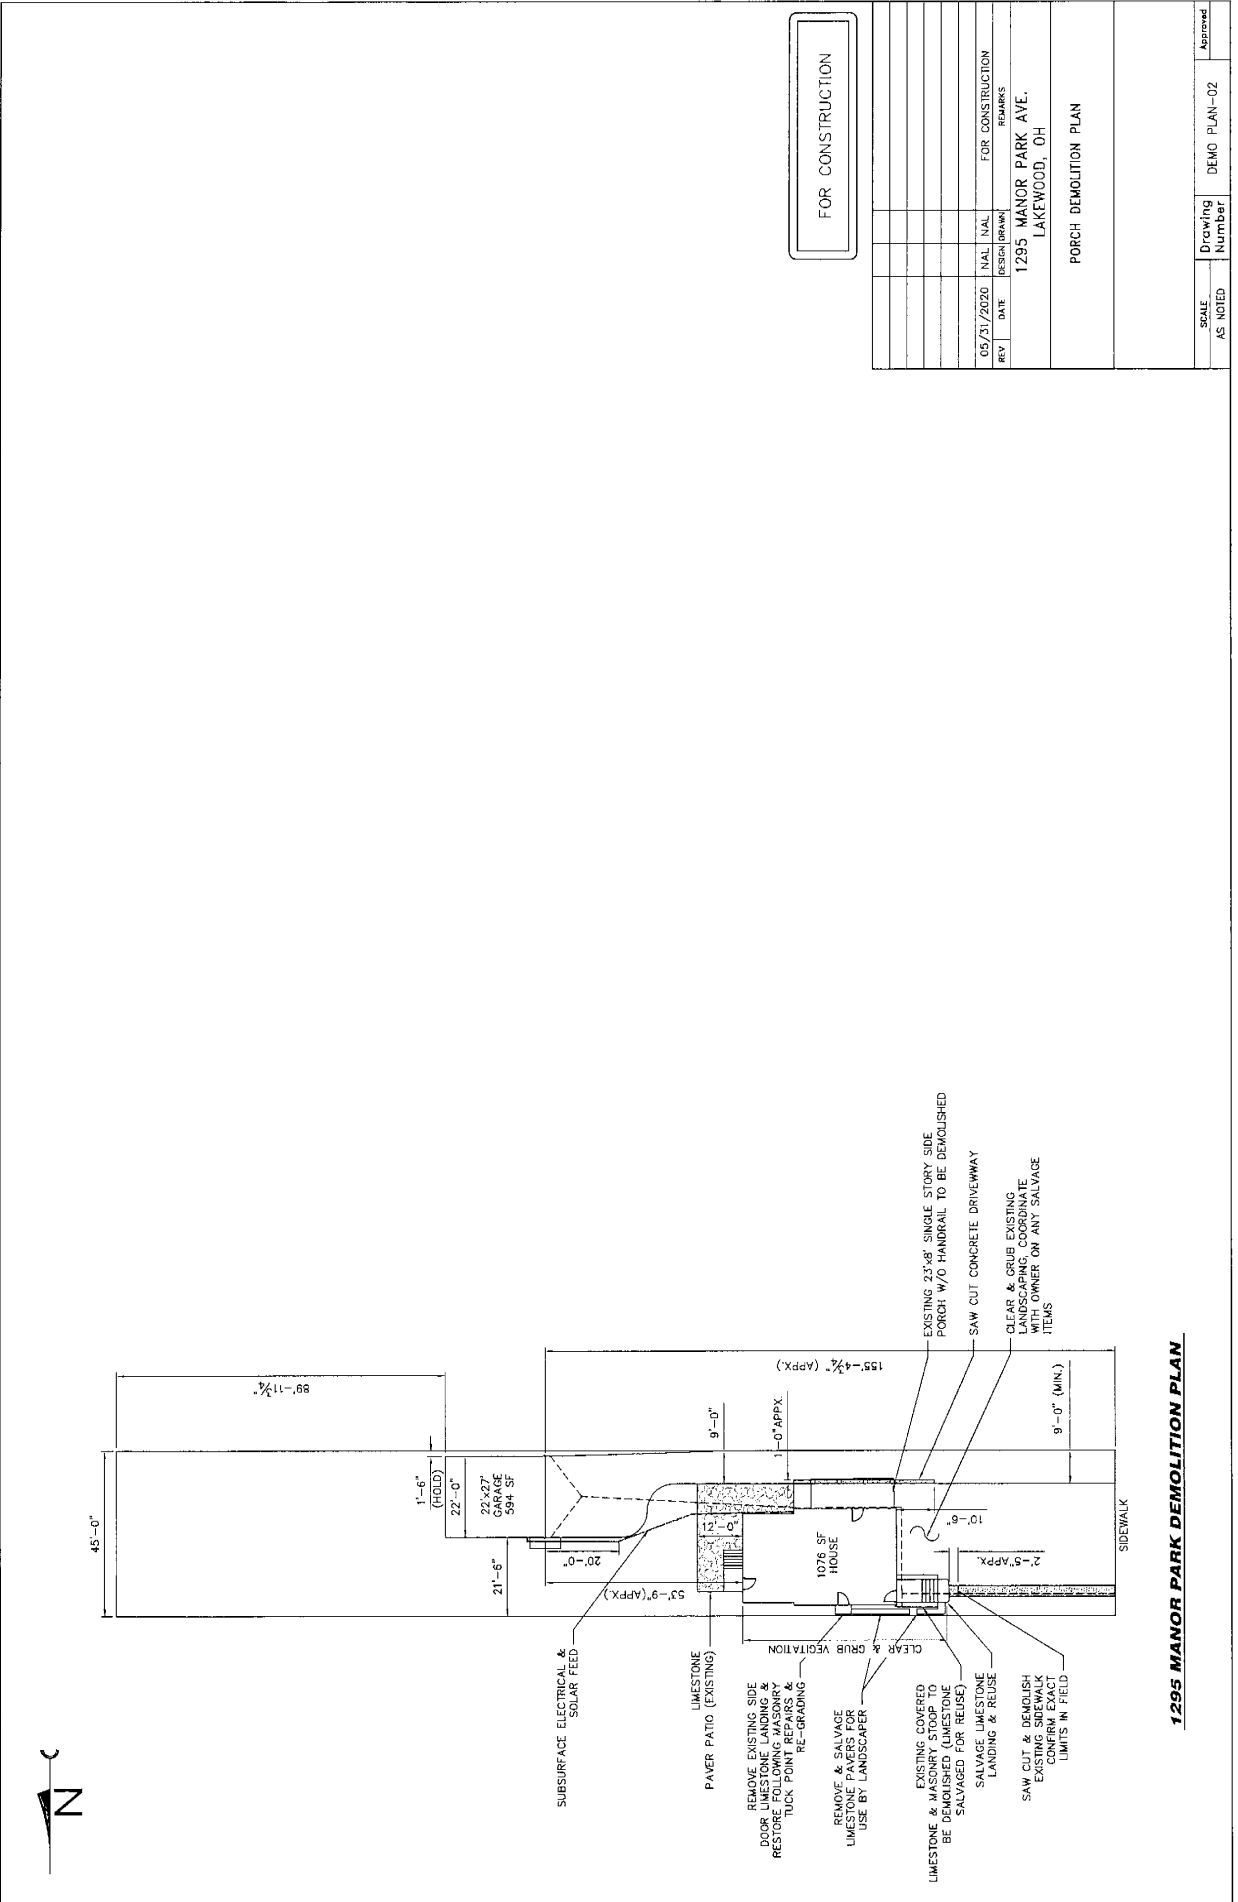 N
45'-0"
89'-11¾"
1'-6"
(HOLD)
22'-0"
22'x27'
GARAGE
594 SF
21'-6"
20'-0"
53'-9"(APPX.)
155'-4¾" (APPX.)
9'-0"
1'-0"APPX.
12'-0"
1076 SF
HOUSE
10'-6"
2'-5"APPX.
9'-0" (MIN.)
SIDEWALK
SUBSURFACE ELECTRICAL &
SOLAR FEED
LIMESTONE
PAVER PATIO (EXISTING)
REMOVE EXISTING SIDE
DOOR LIMESTONE LANDING &
RESTORE FOLLOWING MASONRY
TUCK POINT REPAIRS &
RE-GRADING
CLEAR & GRUB VEGITATION
REMOVE & SALVAGE
LIMESTONE PAVERS FOR
USE BY LANDSCAPER
EXISTING COVERED
LIMESTONE & MASONRY STOOP TO
BE DEMOLISHED (LIMESTONE
SALVAGED FOR REUSE)
SALVAGE LIMESTONE
LANDING & REUSE
SAW CUT & DEMOLISH
EXISTING SIDEWALK
CONFIRM EXACT
LIMITS IN FIELD
EXISTING 23'x8' SINGLE STORY SIDE
PORCH W/O HANDRAIL TO BE DEMOLISHED
SAW CUT CONCRETE DRIVEWWAY
CLEAR & GRUB EXISTING
LANDSCAPING, COORDINATE
WITH OWNER ON ANY SALVAGE
ITEMS
1295 MANOR PARK DEMOLITION PLAN
FOR CONSTRUCTION
05/31/2020 NAL NAL FOR CONSTRUCTION
REV DATE DESIGN DRAWN REMARKS
1295 MANOR PARK AVE.
LAKEWOOD, OH
PORCH DEMOLITION PLAN
SCALE
AS NOTED
Drawing
Number
DEMO PLAN-02
Approved